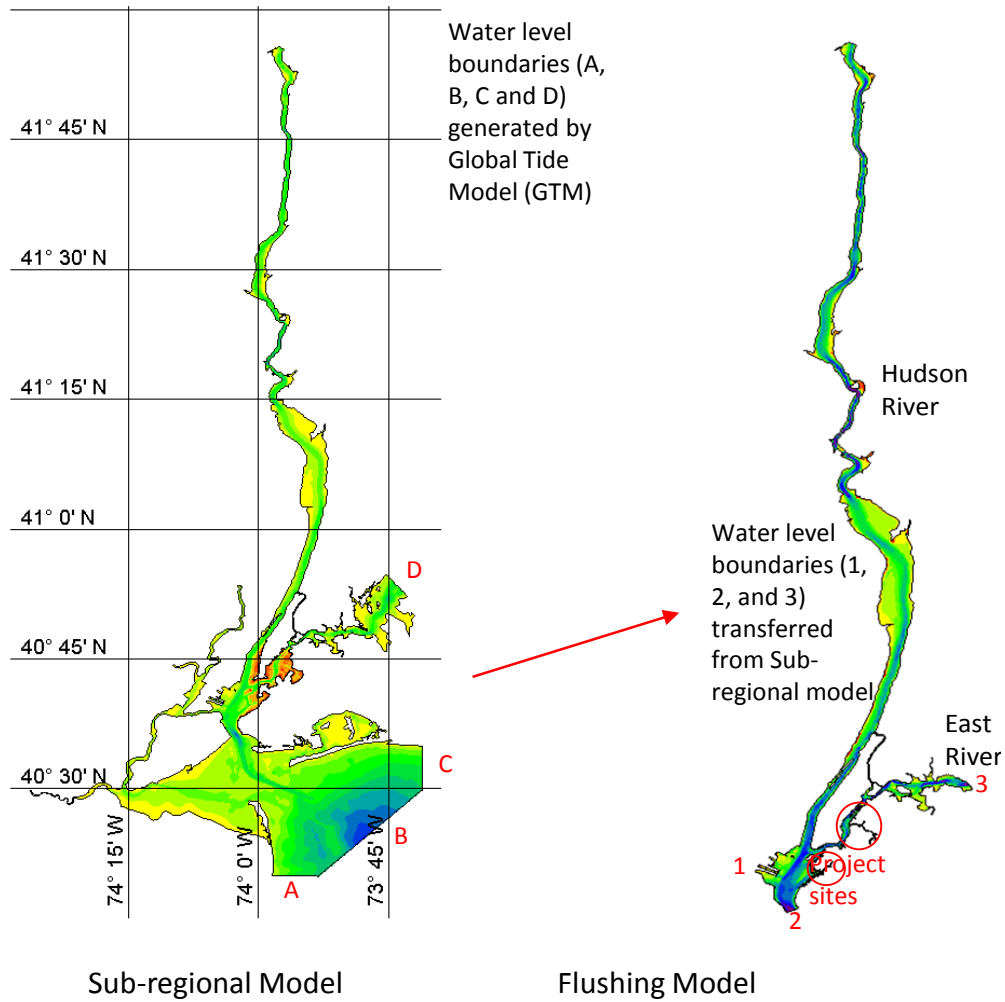 Water level
boundaries (A,
B, C and D)
generated by
Global Tide
Model (GTM)
41° 45' N
41° 30' N
41° 15' N
41° 0' N
40° 45' N
40° 30' N
74° 15' W
74° 0' W
73° 45' W
D
C
B
A
Hudson
River
Water level
boundaries (1,
2, and 3)
transferred
from Sub-
regional model
East
River
3
1
Project
sites
2
Sub-regional Model
Flushing Model